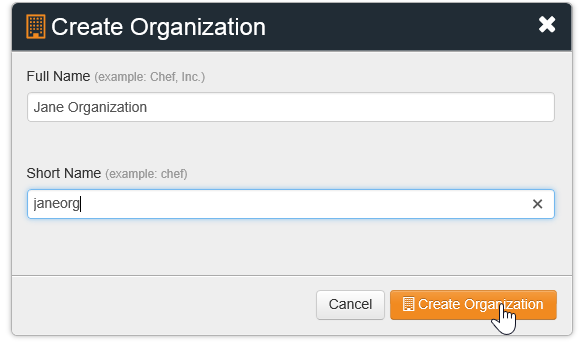 Create Organization
Full Name (example: Chef, Inc.)
Jane Organization
Short Name (example: chef)
janeorg
Cancel Create Organization